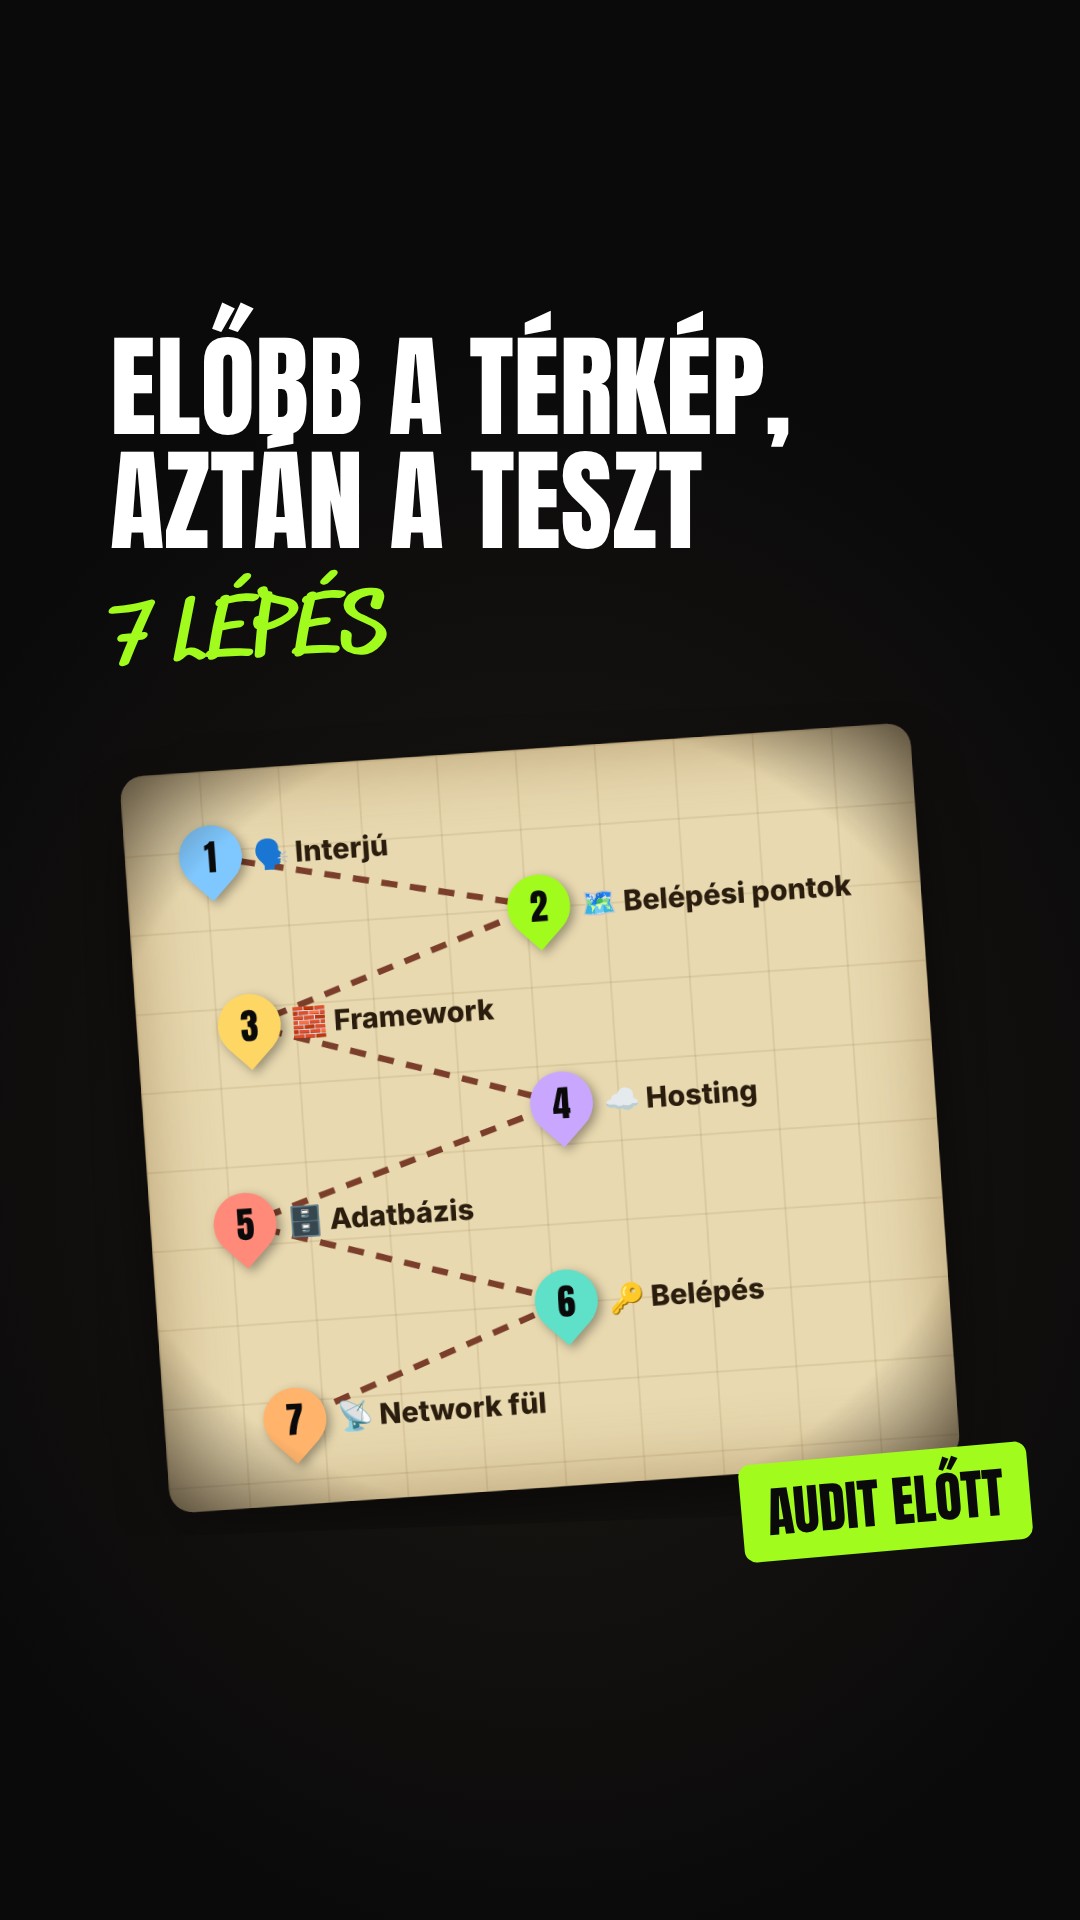 ELŐBB A TÉRKÉP,
AZTÁN A TESZT
7 LÉPÉS
1 🗣️ Interjú
2 🗺️ Belépési pontok
3 🧱 Framework
4 ☁️ Hosting
5 🗄️ Adatbázis
6 🔑 Belépés
7 📡 Network fül
AUDIT ELŐTT